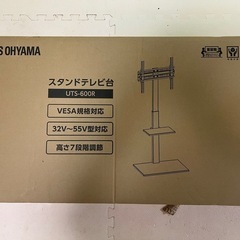 S OHYAMA
スタンドテレビ台
UTS-600R
VESA規格対応
32V～55V型対応
高さ7段階調節